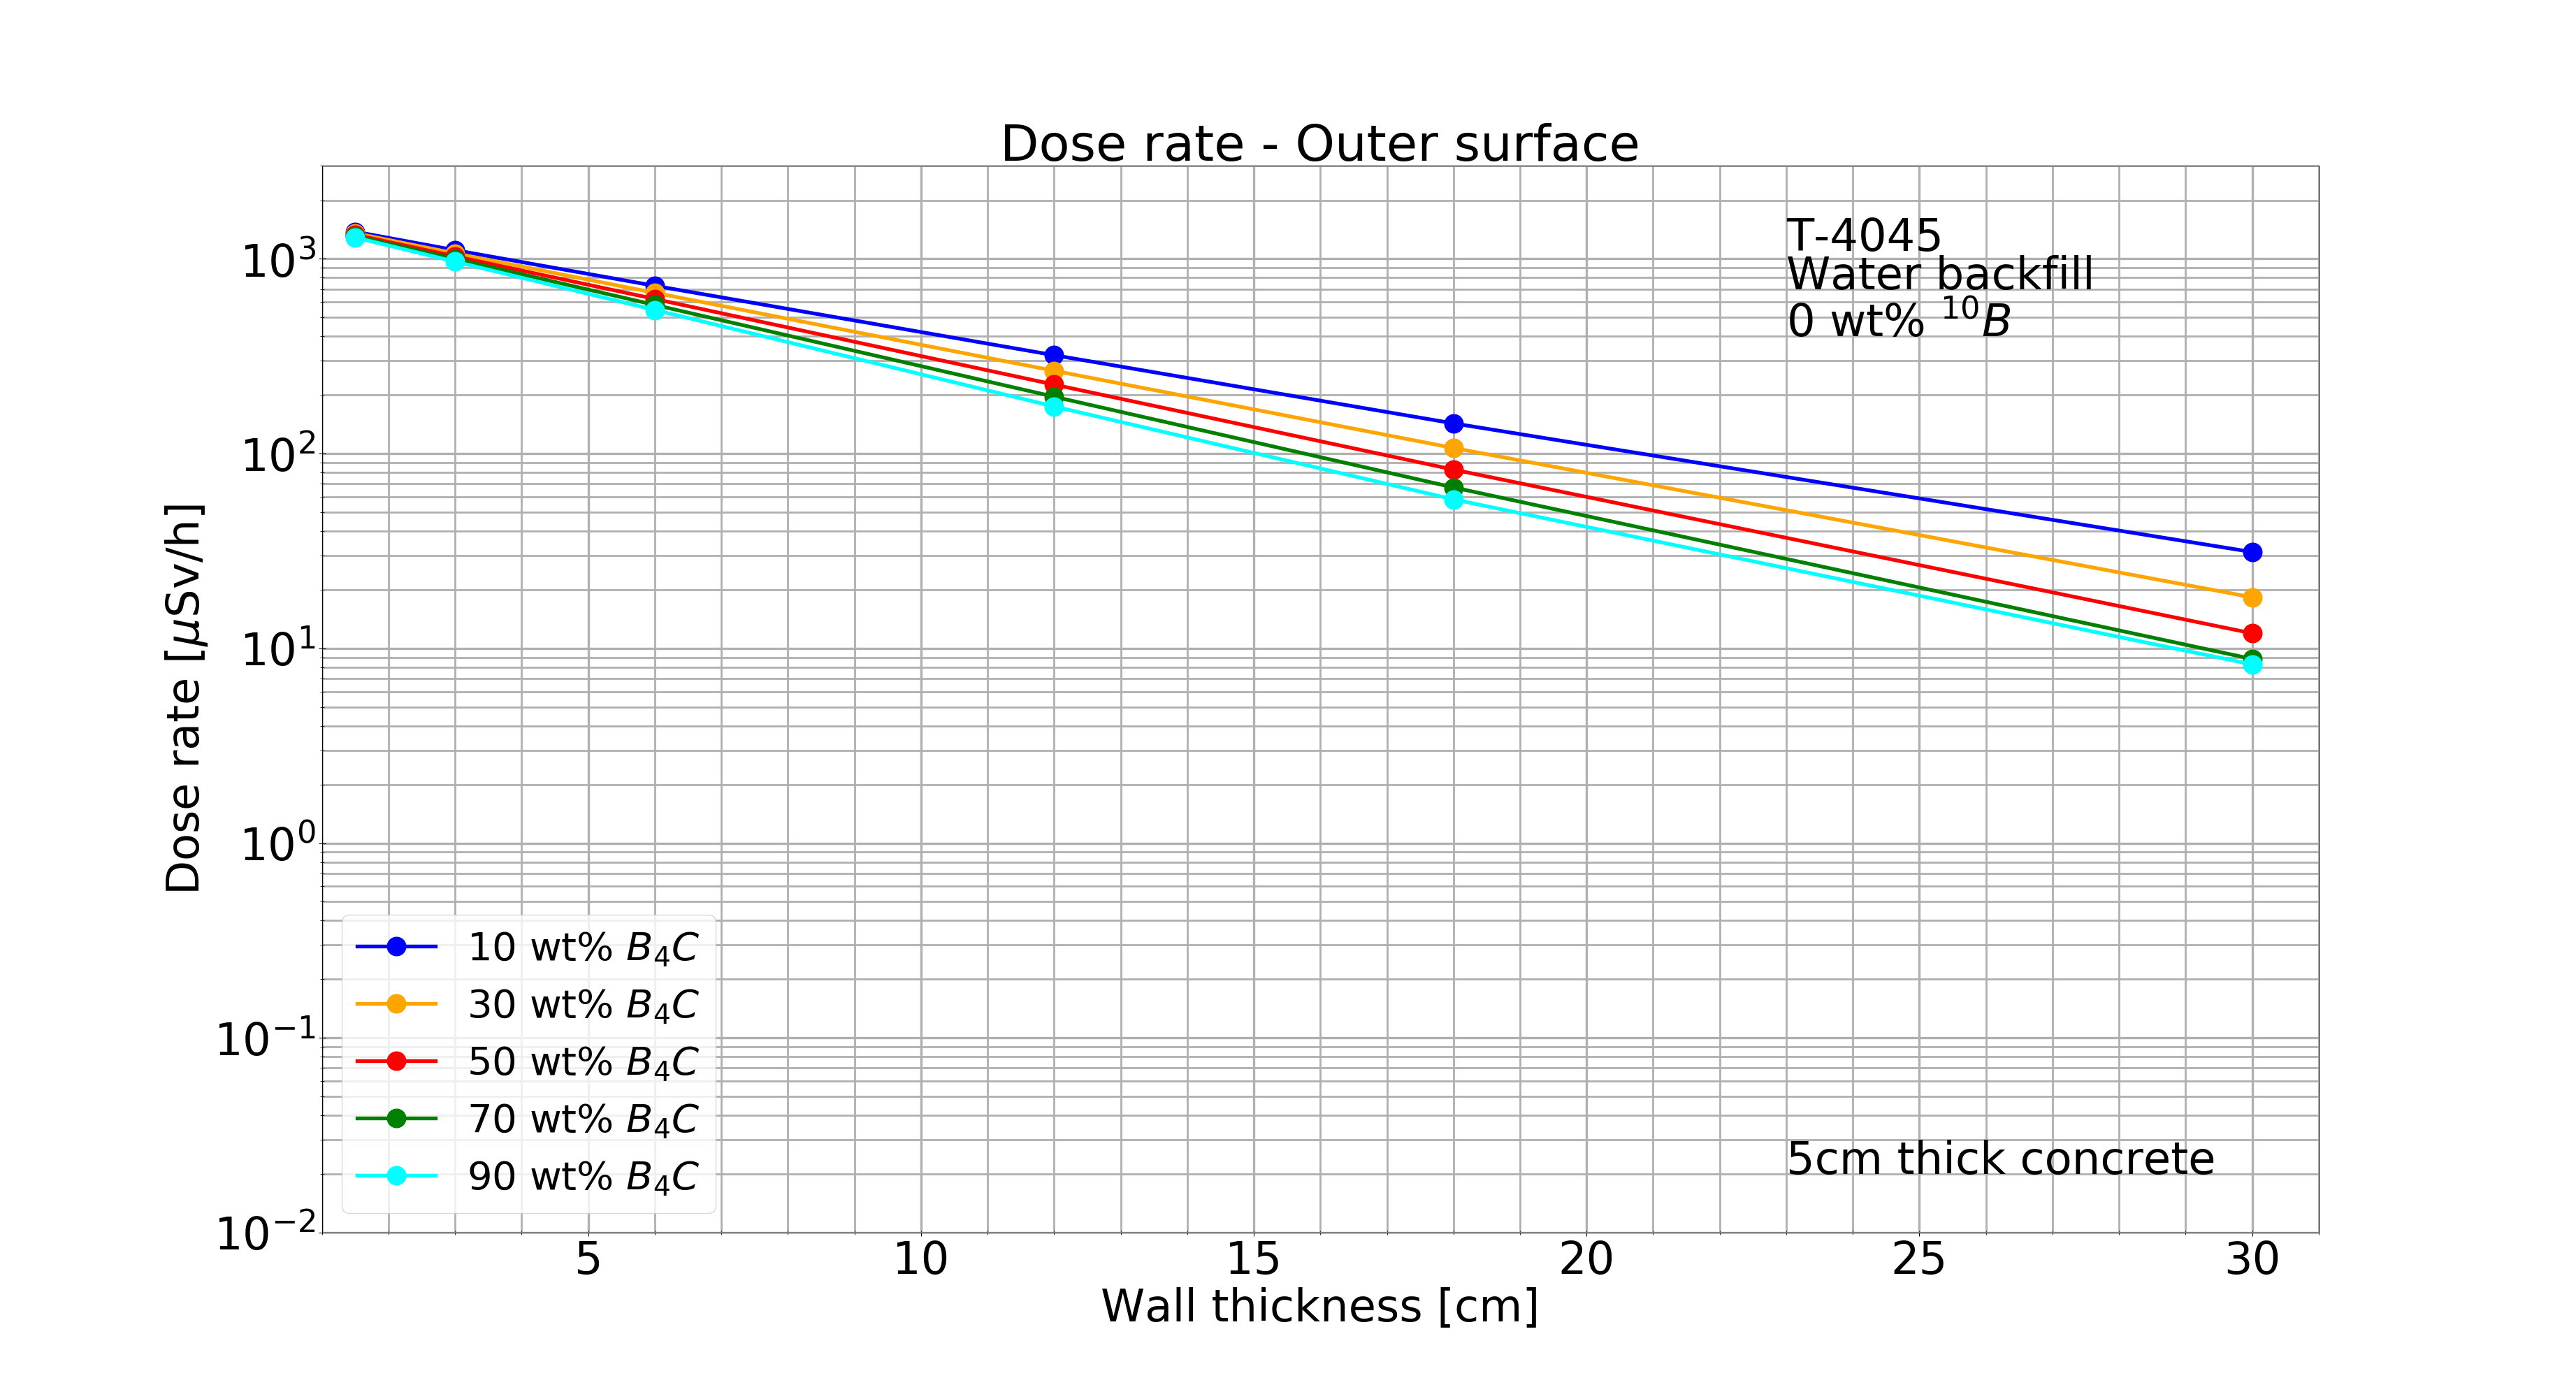 Dose rate - Outer surface
T-4045
Water backfill
0 wt% ¹⁰B
10³
10²
10¹
10⁰
10⁻¹
10⁻²
Dose rate [μSv/h]
10 wt% B₄C
30 wt% B₄C
50 wt% B₄C
70 wt% B₄C
90 wt% B₄C
5cm thick concrete
5 10 15 20 25 30
Wall thickness [cm]